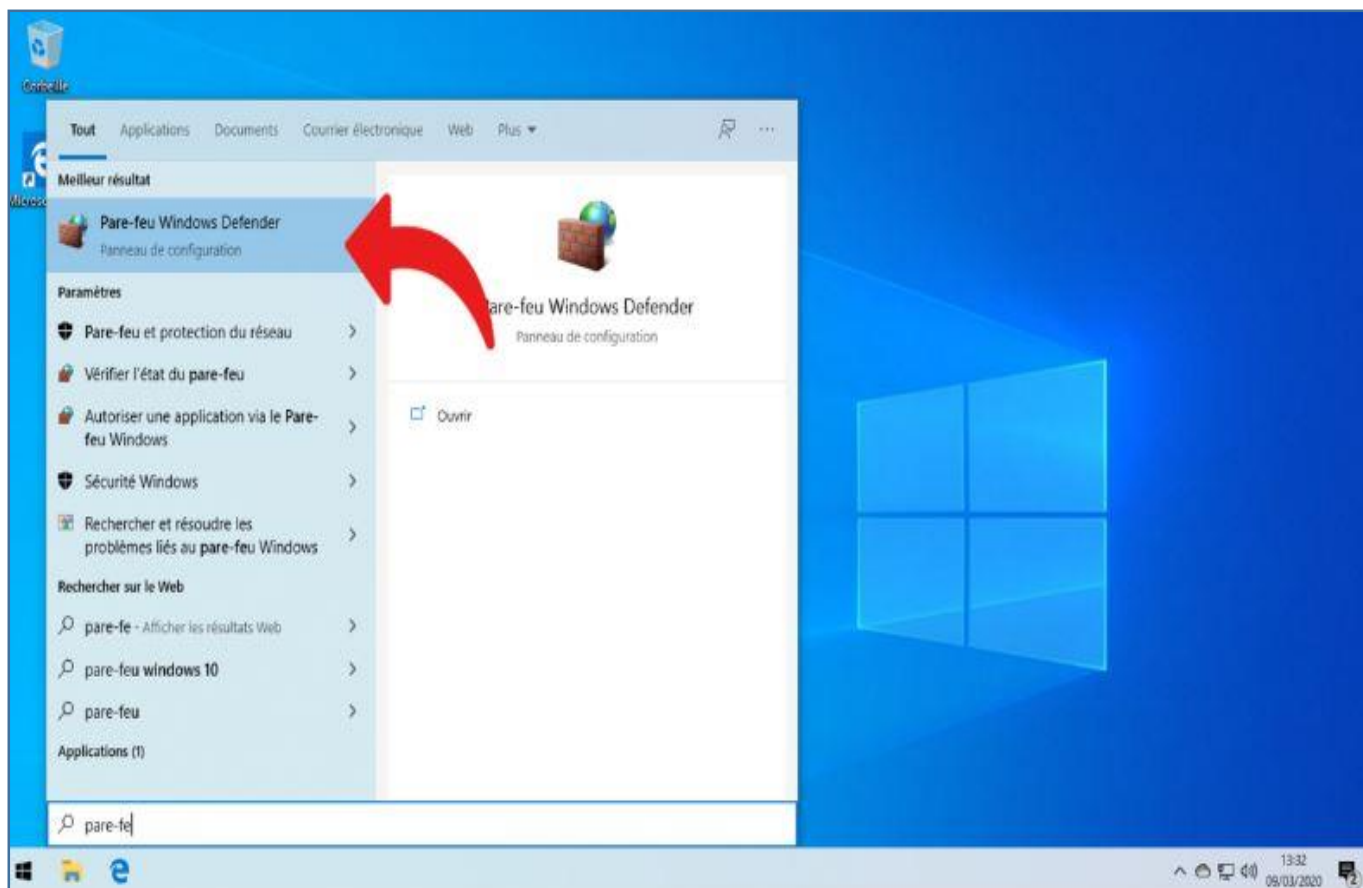 Corbeille
Tout Applications Documents Courrier électronique Web Plus
Meilleur résultat
Pare-feu Windows Defender
Panneau de configuration
Paramètres
Pare-feu et protection du réseau
Vérifier l'état du pare-feu
Autoriser une application via le Pare-
feu Windows
Sécurité Windows
Rechercher et résoudre les
problèmes liés au pare-feu Windows
Rechercher sur le Web
pare-fe - Afficher les résultats Web
pare-feu windows 10
pare-feu
Applications (1)
pare-fe
are-feu Windows Defender
Panneau de configuration
Ouvrir
13:32
09/03/2020
2